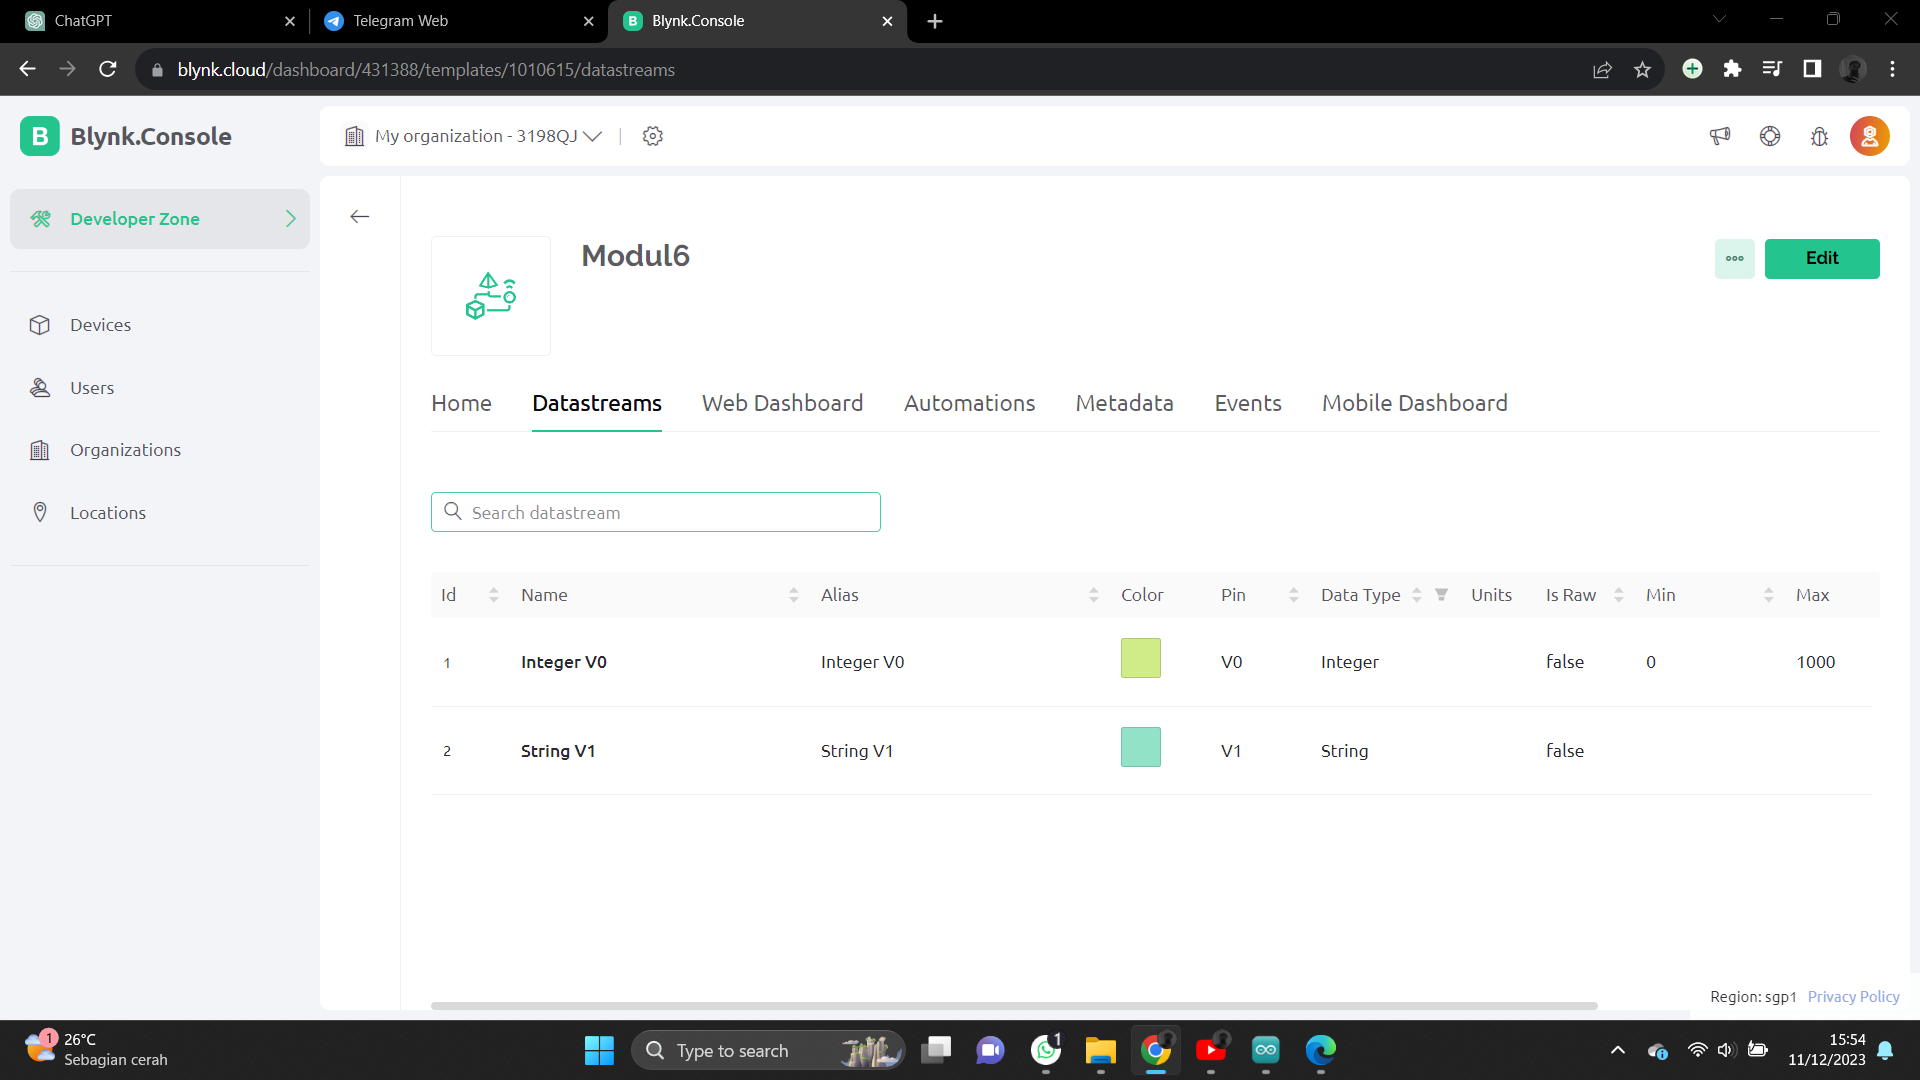 ChatGPT
Telegram Web
Blynk.Console
blynk.cloud/dashboard/431388/templates/1010615/datastreams
B Blynk.Console
My organization - 3198QJ
Developer Zone
Devices
Users
Organizations
Locations
Modul6
Edit
Home Datastreams Web Dashboard Automations Metadata Events Mobile Dashboard
Search datastream
Id Name Alias Color Pin Data Type Units Is Raw Min Max
1 Integer V0 Integer V0 V0 Integer false 0 1000
2 String V1 String V1 V1 String false
Region: sgp1 Privacy Policy
1 26°C
Sebagian cerah
Type to search
1
15:54
11/12/2023